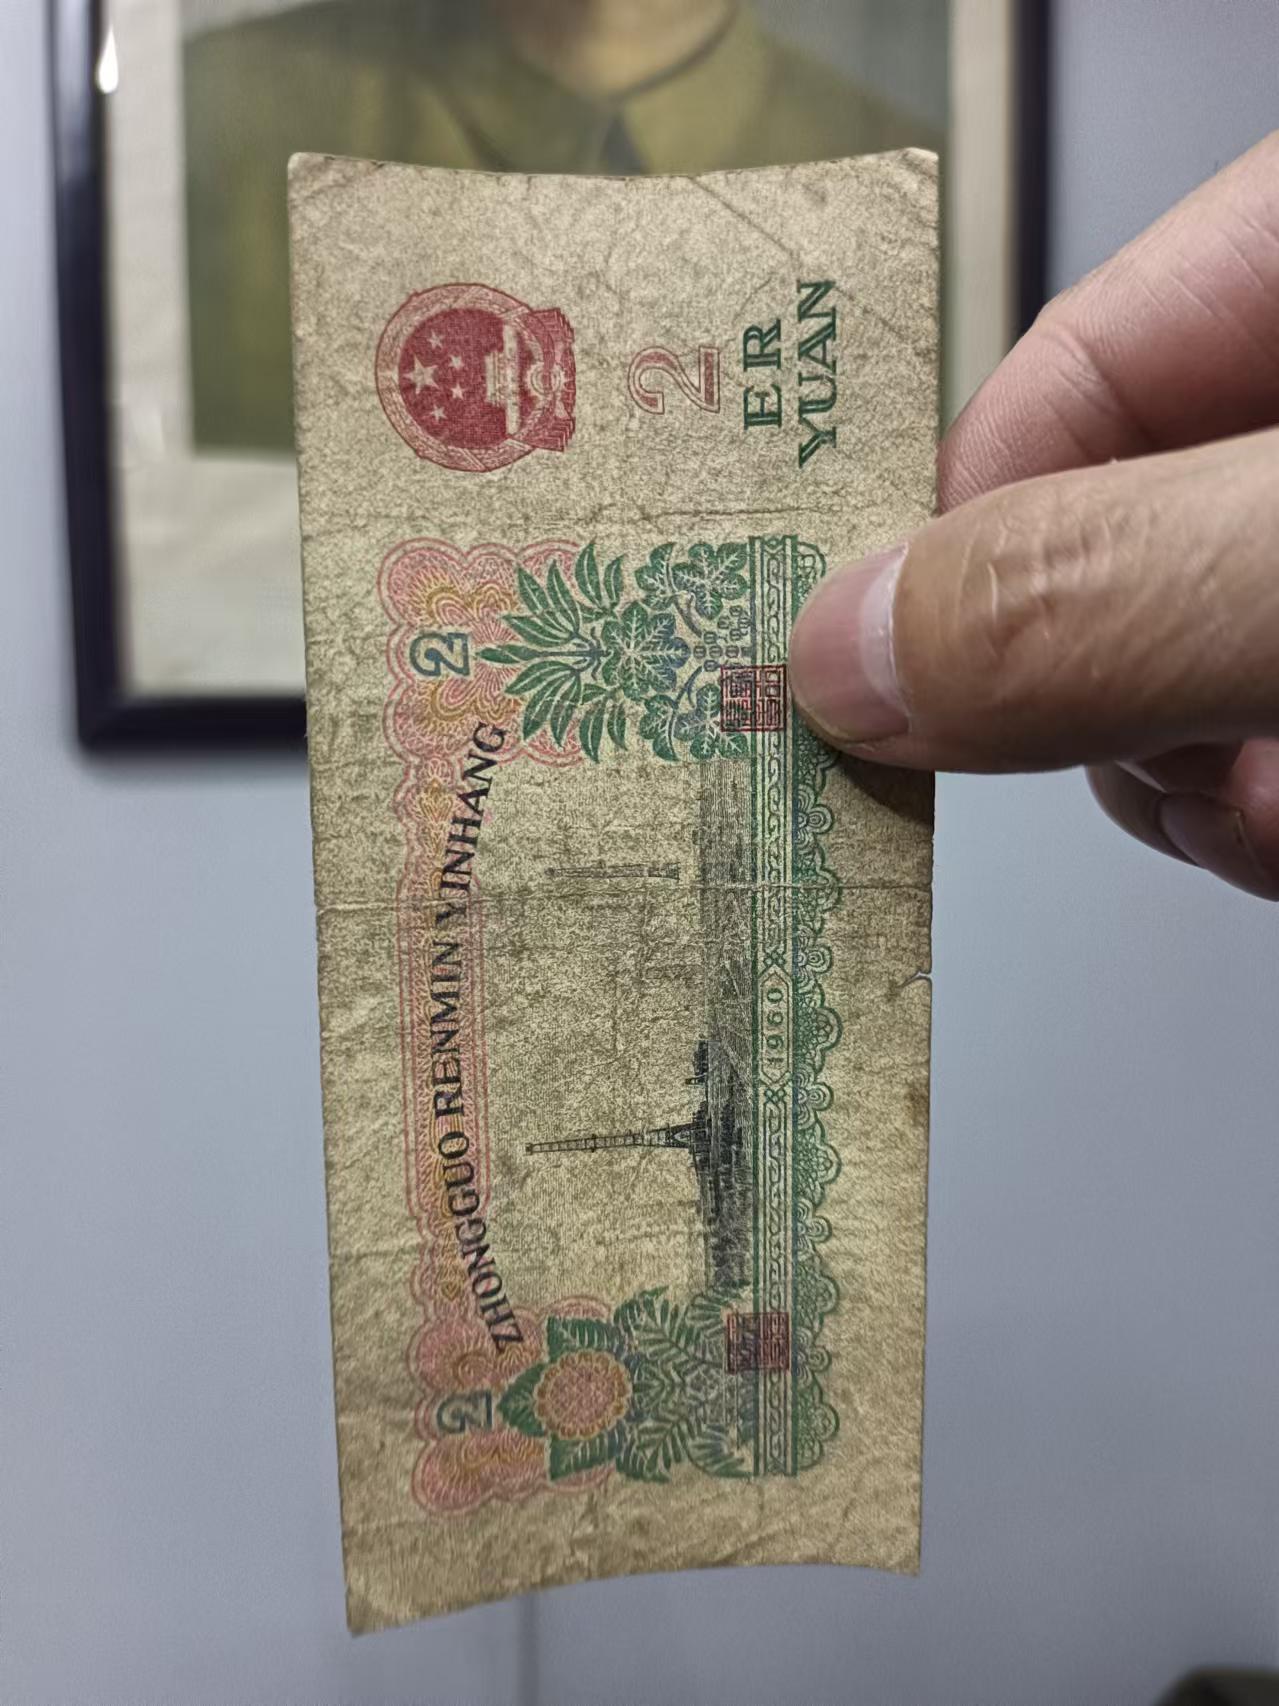 ZHONGGUO RENMIN YINHANG
2
2
2
ER
YUAN
1960